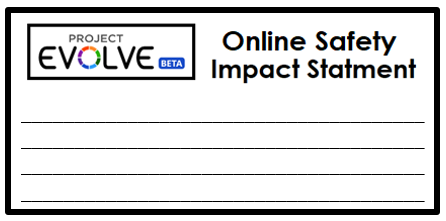 PROJECT
EVOLVE BETA
Online Safety
Impact Statment